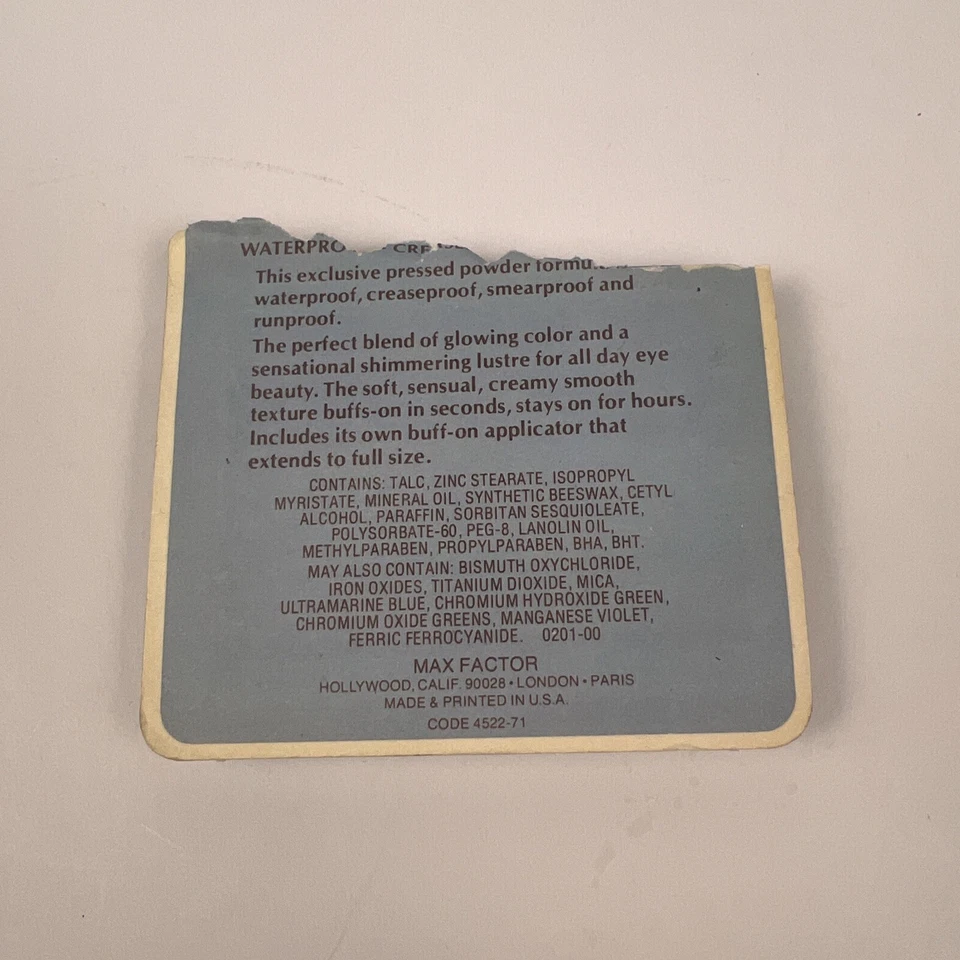 This exclusive pressed powder
waterproof, creaseproof, smearproof and
runproof.
The perfect blend of glowing color and a
sensational shimmering lustre for all day eye
beauty. The soft, sensual, creamy smooth
texture buffs-on in seconds, stays on for hours.
Includes its own buff-on applicator that
extends to full size.
CONTAINS: TALC, ZINC STEARATE, ISOPROPYL
MYRISTATE, MINERAL OIL, SYNTHETIC BEESWAX, CETYL
ALCOHOL, PARAFFIN, SORBITAN SESQUIOLEATE,
POLYSORBATE-60, PEG-8, LANOLIN OIL,
METHYLPARABEN, PROPYLPARABEN, BHA, BHT.
MAY ALSO CONTAIN: BISMUTH OXYCHLORIDE,
IRON OXIDES, TITANIUM DIOXIDE, MICA,
ULTRAMARINE BLUE, CHROMIUM HYDROXIDE GREEN,
CHROMIUM OXIDE GREENS, MANGANESE VIOLET,
FERRIC FERROCYANIDE. 0201-00
MAX FACTOR
HOLLYWOOD, CALIF. 90028 • LONDON • PARIS
MADE & PRINTED IN U.S.A.
CODE 4522-71